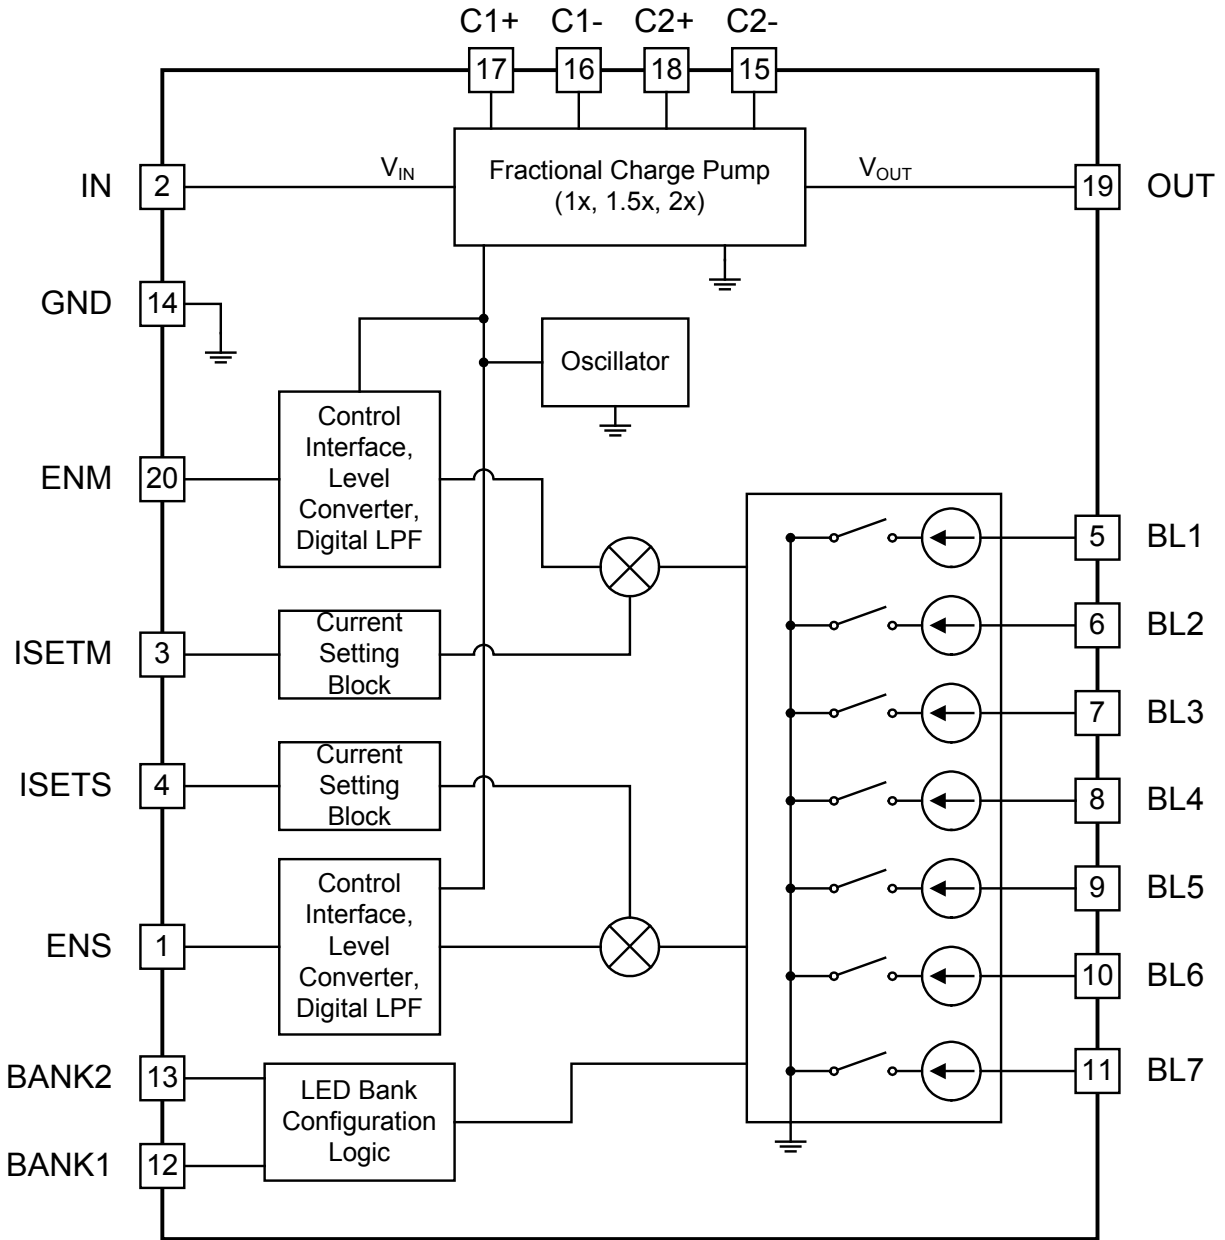 C1+ C1- C2+ C2-
17 16 18 15
IN 2 V_IN Fractional Charge Pump V_OUT 19 OUT
(1x, 1.5x, 2x)
GND 14
Oscillator
Control
Interface,
Level
Converter,
Digital LPF
ENM 20
5 BL1
6 BL2
Current
Setting
Block
ISETM 3
7 BL3
Current
Setting
Block
ISETS 4
8 BL4
Control
Interface,
Level
Converter,
Digital LPF
ENS 1
9 BL5
10 BL6
BANK2 13
11 BL7
LED Bank
Configuration
Logic
BANK1 12